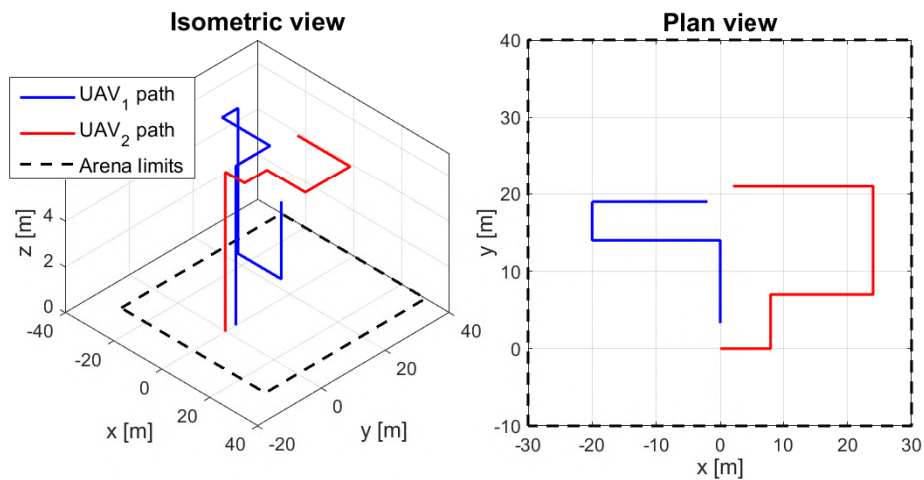 Isometric view
UAV1 path
UAV2 path
Arena limits
z [m]
4
2
0
-40
-20
0
20
40
x [m]
-20
0
20
40
y [m]
Plan view
40
30
20
10
0
-10
y [m]
-30
-20
-10
0
10
20
30
x [m]